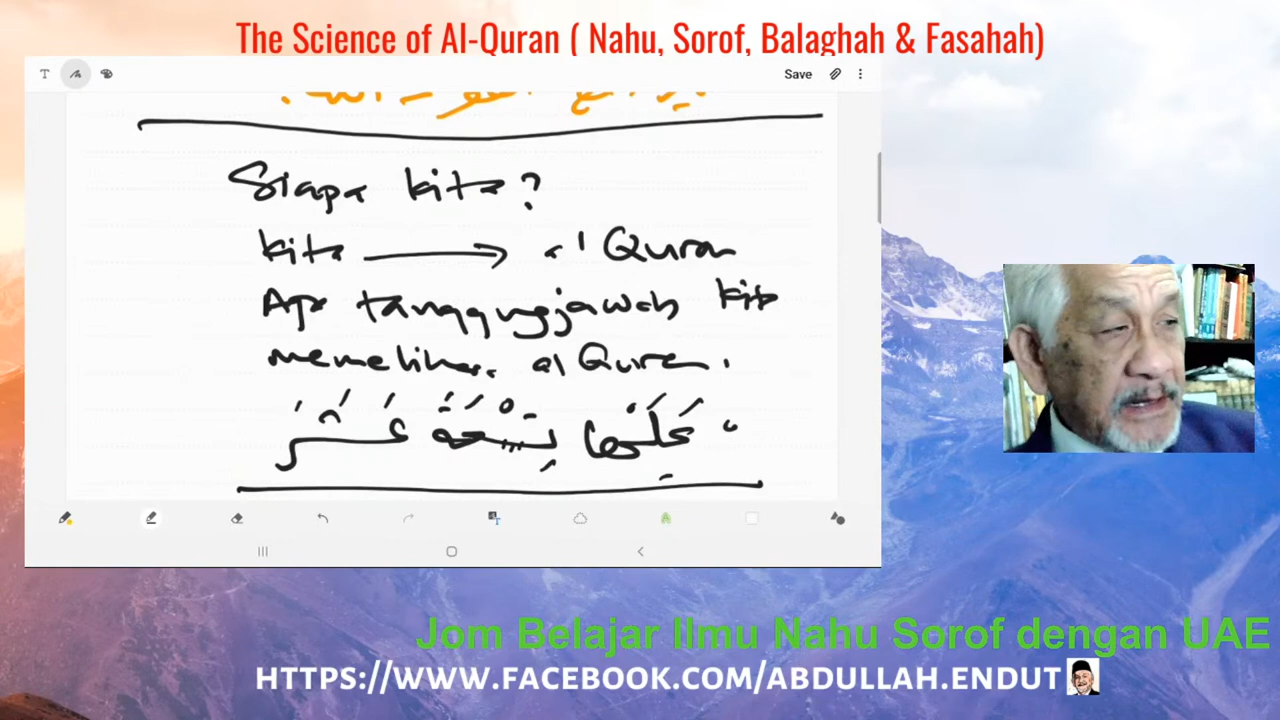 The Science of Al-Quran ( Nahu, Sorof, Balaghah & Fasahah)
T
Save
Siapa kita?
kita → al Quran
Apa tanggungjawab kita
memelihara al Quran.
عَلَيْهَا تِسْعَةَ عَشَرَ
Jom Belajar Ilmu Nahu Sorof dengan UAE
HTTPS://WWW.FACEBOOK.COM/ABDULLAH.ENDUT